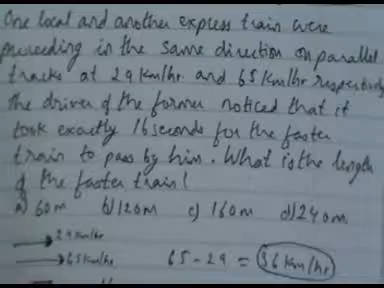 One local and another express train were
proceeding in the same direction on parallel
tracks at 29 Km/hr. and 65 Km/hr respectively
the driver of the former noticed that it
took exactly 16 seconds for the faster
train to pass by him. What is the length
of the faster train!
a) 60m b) 120m c) 160m d) 240m
29 km/hr
65 km/hr 65 - 29 = 36 km/hr